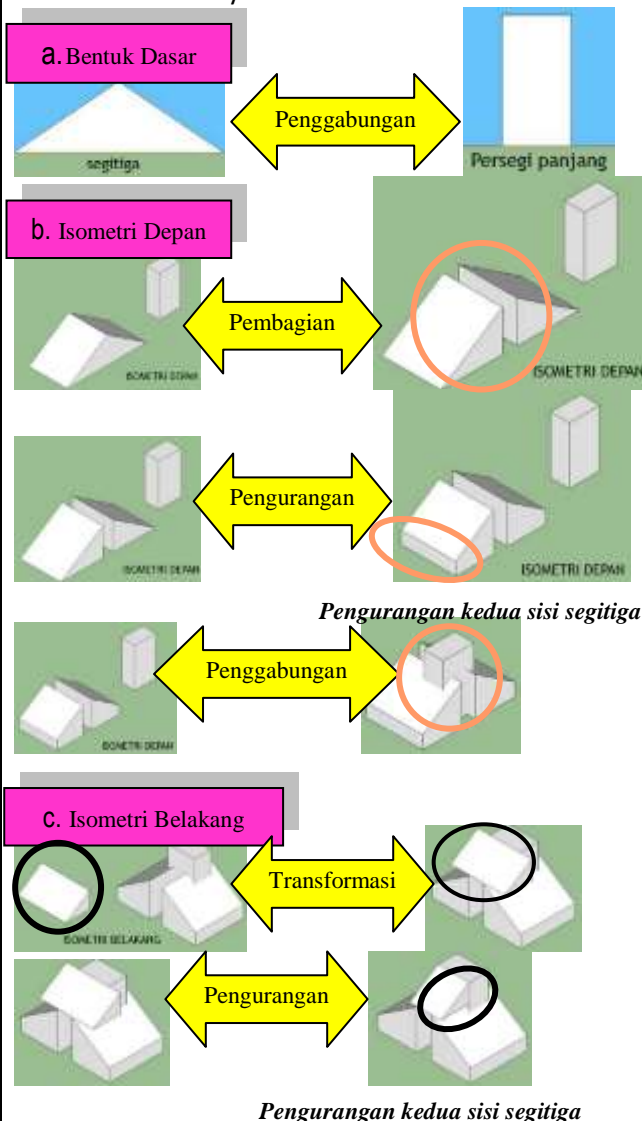 a. Bentuk Dasar
Penggabungan
segitiga
Persegi panjang
b. Isometri Depan
Pembagian
ISOMETRI DEPAN
ISOMETRI DEPAN
Pengurangan
ISOMETRI DEPAN
ISOMETRI DEPAN
Pengurangan kedua sisi segitiga
Penggabungan
ISOMETRI DEPAN
c. Isometri Belakang
Transformasi
ISOMETRI BELAKANG
Pengurangan
Pengurangan kedua sisi segitiga